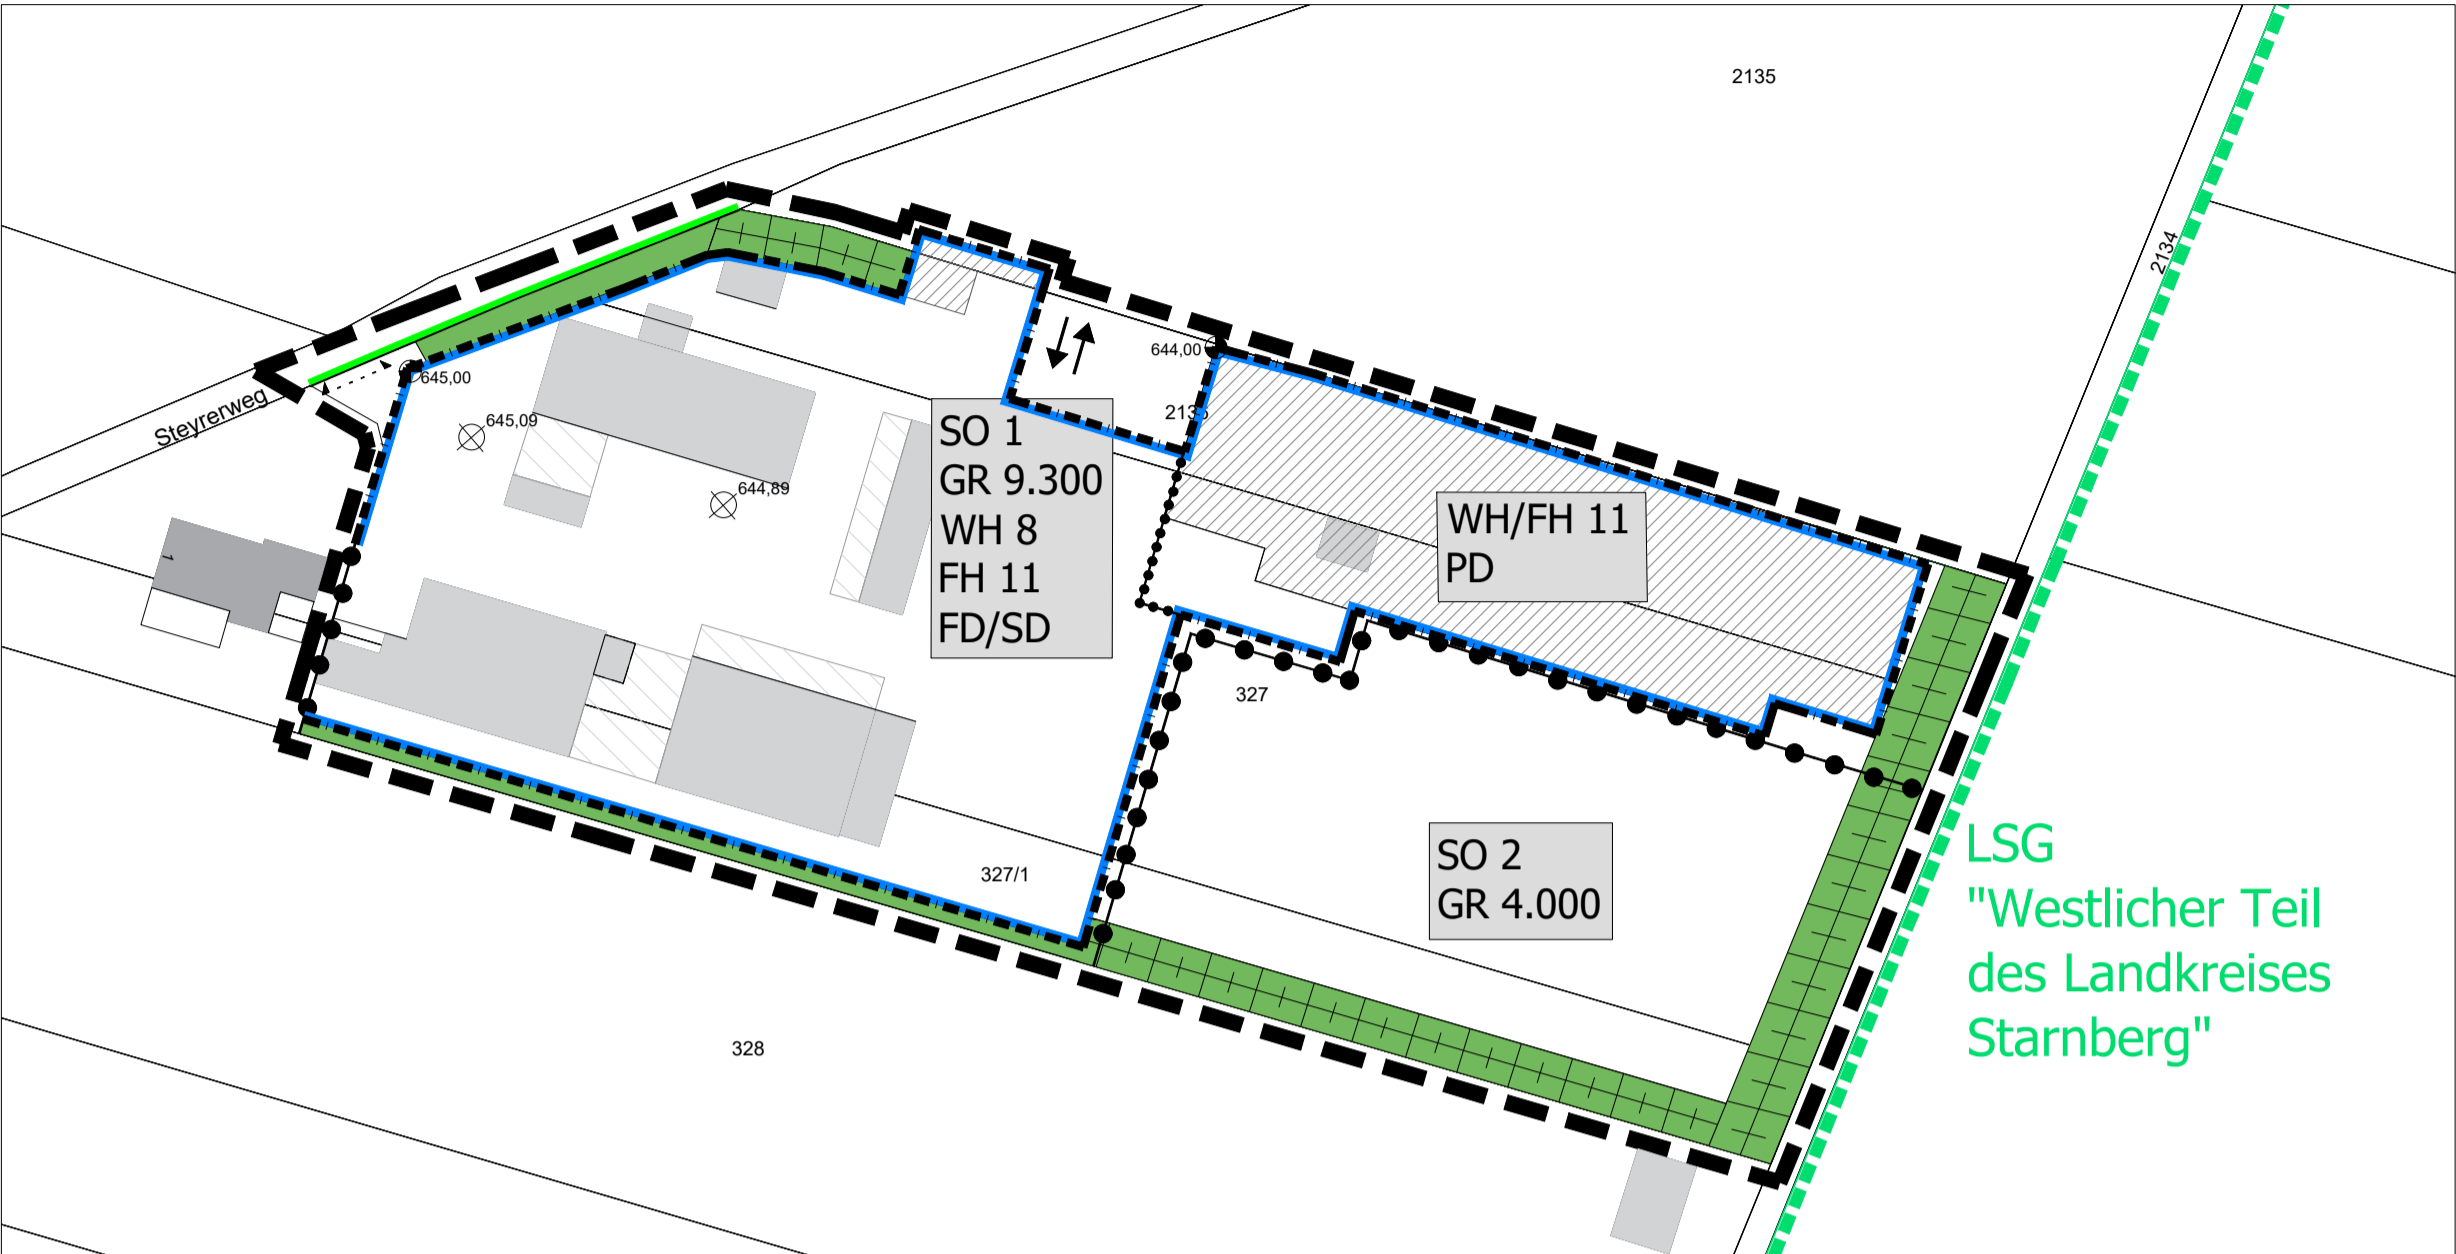 2135
2134
644,00
645,00
Steyrerweg
645,09
2135
SO 1
GR 9.300
WH 8
FH 11
FD/SD
644,89
WH/FH 11
PD
1
327
327/1
SO 2
GR 4.000
LSG
"Westlicher Teil
des Landkreises
Starnberg"
328